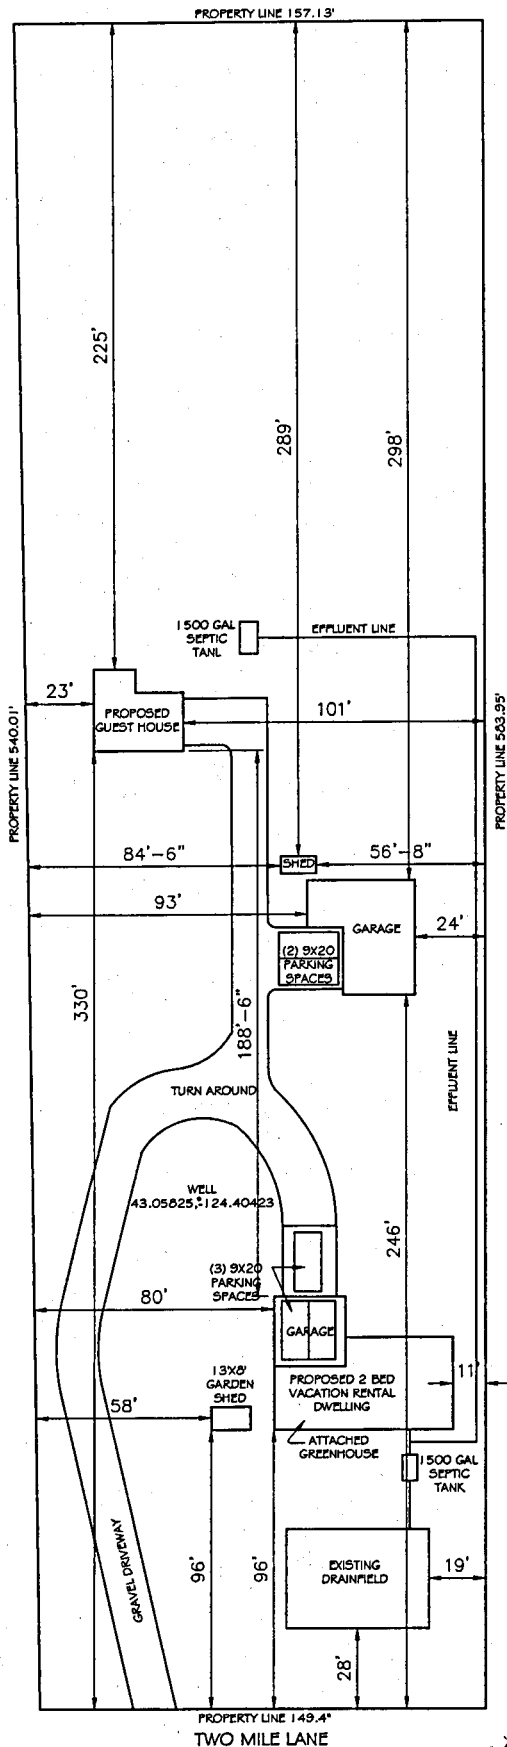 PROPERTY LINE 157.13'
225'
289'
298'
1500 GAL
SEPTIC
TANL
EFFLUENT LINE
23'
PROPOSED
GUEST HOUSE
101'
PROPERTY LINE 540.01'
PROPERTY LINE 583.95'
84'-6"
SHED
56'-8"
93'
GARAGE
24'
(2) 9X20
PARKING
SPACES
330'
188'-6"
TURN AROUND
EFFLUENT LINE
WELL
43.05825,°-124.40423
246'
(3) 9X20
PARKING
SPACES
80'
GARAGE
13X8'
GARDEN
SHED
PROPOSED 2 BED
VACATION RENTAL
DWELLING
11'
58'
ATTACHED
GREENHOUSE
1500 GAL
SEPTIC
TANK
GRAVEL DRIVEWAY
96'
96'
EXISTING
DRAINFIELD
19'
28'
PROPERTY LINE 149.4"
TWO MILE LANE